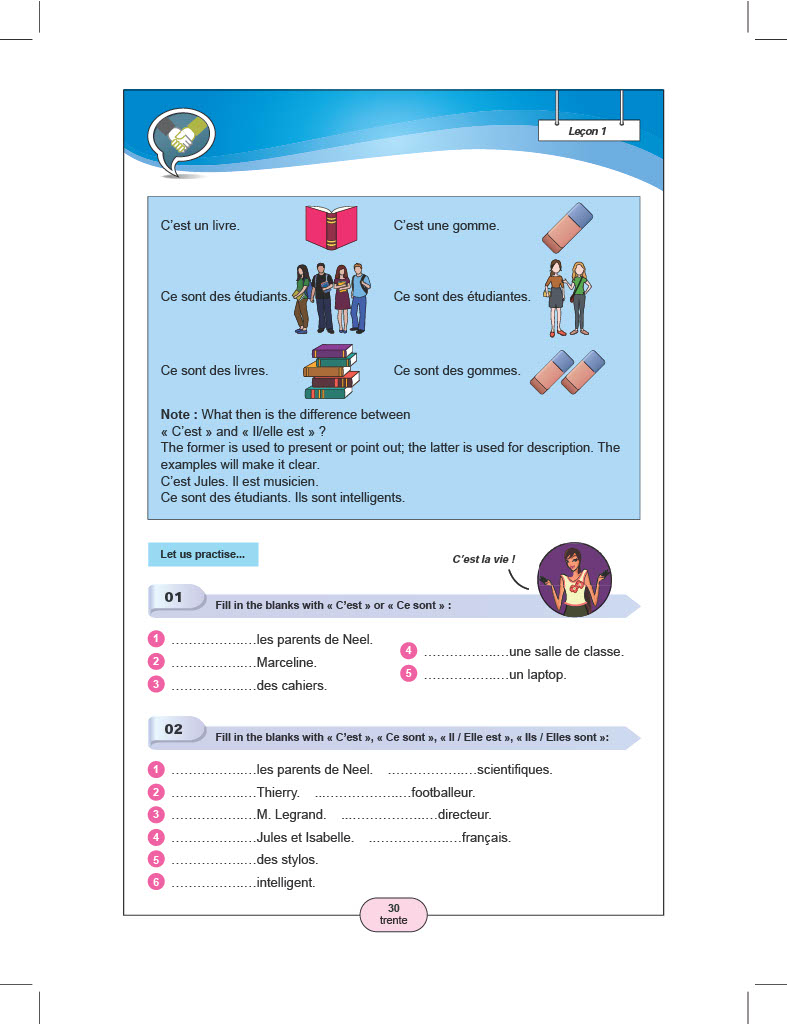 Leçon 1
C’est un livre.
C’est une gomme.
Ce sont des étudiants.
Ce sont des étudiantes.
Ce sont des livres.
Ce sont des gommes.
Note : What then is the difference between
« C’est » and « Il/elle est » ?
The former is used to present or point out; the latter is used for description. The
examples will make it clear.
C’est Jules. Il est musicien.
Ce sont des étudiants. Ils sont intelligents.
Let us practise...
C’est la vie !
01 Fill in the blanks with « C’est » or « Ce sont » :
1 ………………..…les parents de Neel.
2 ………………..…Marceline.
3 ………………..…des cahiers.
4 ………………..…une salle de classe.
5 ………………..…un laptop.
02 Fill in the blanks with « C’est », « Ce sont », « Il / Elle est », « Ils / Elles sont »:
1 ………………..…les parents de Neel. ………………..…scientifiques.
2 ………………..…Thierry. ...………………..…footballeur.
3 ………………..…M. Legrand. ...………………..…directeur.
4 ………………..…Jules et Isabelle. ..………………..…français.
5 ………………..…des stylos.
6 ………………..…intelligent.
30
trente